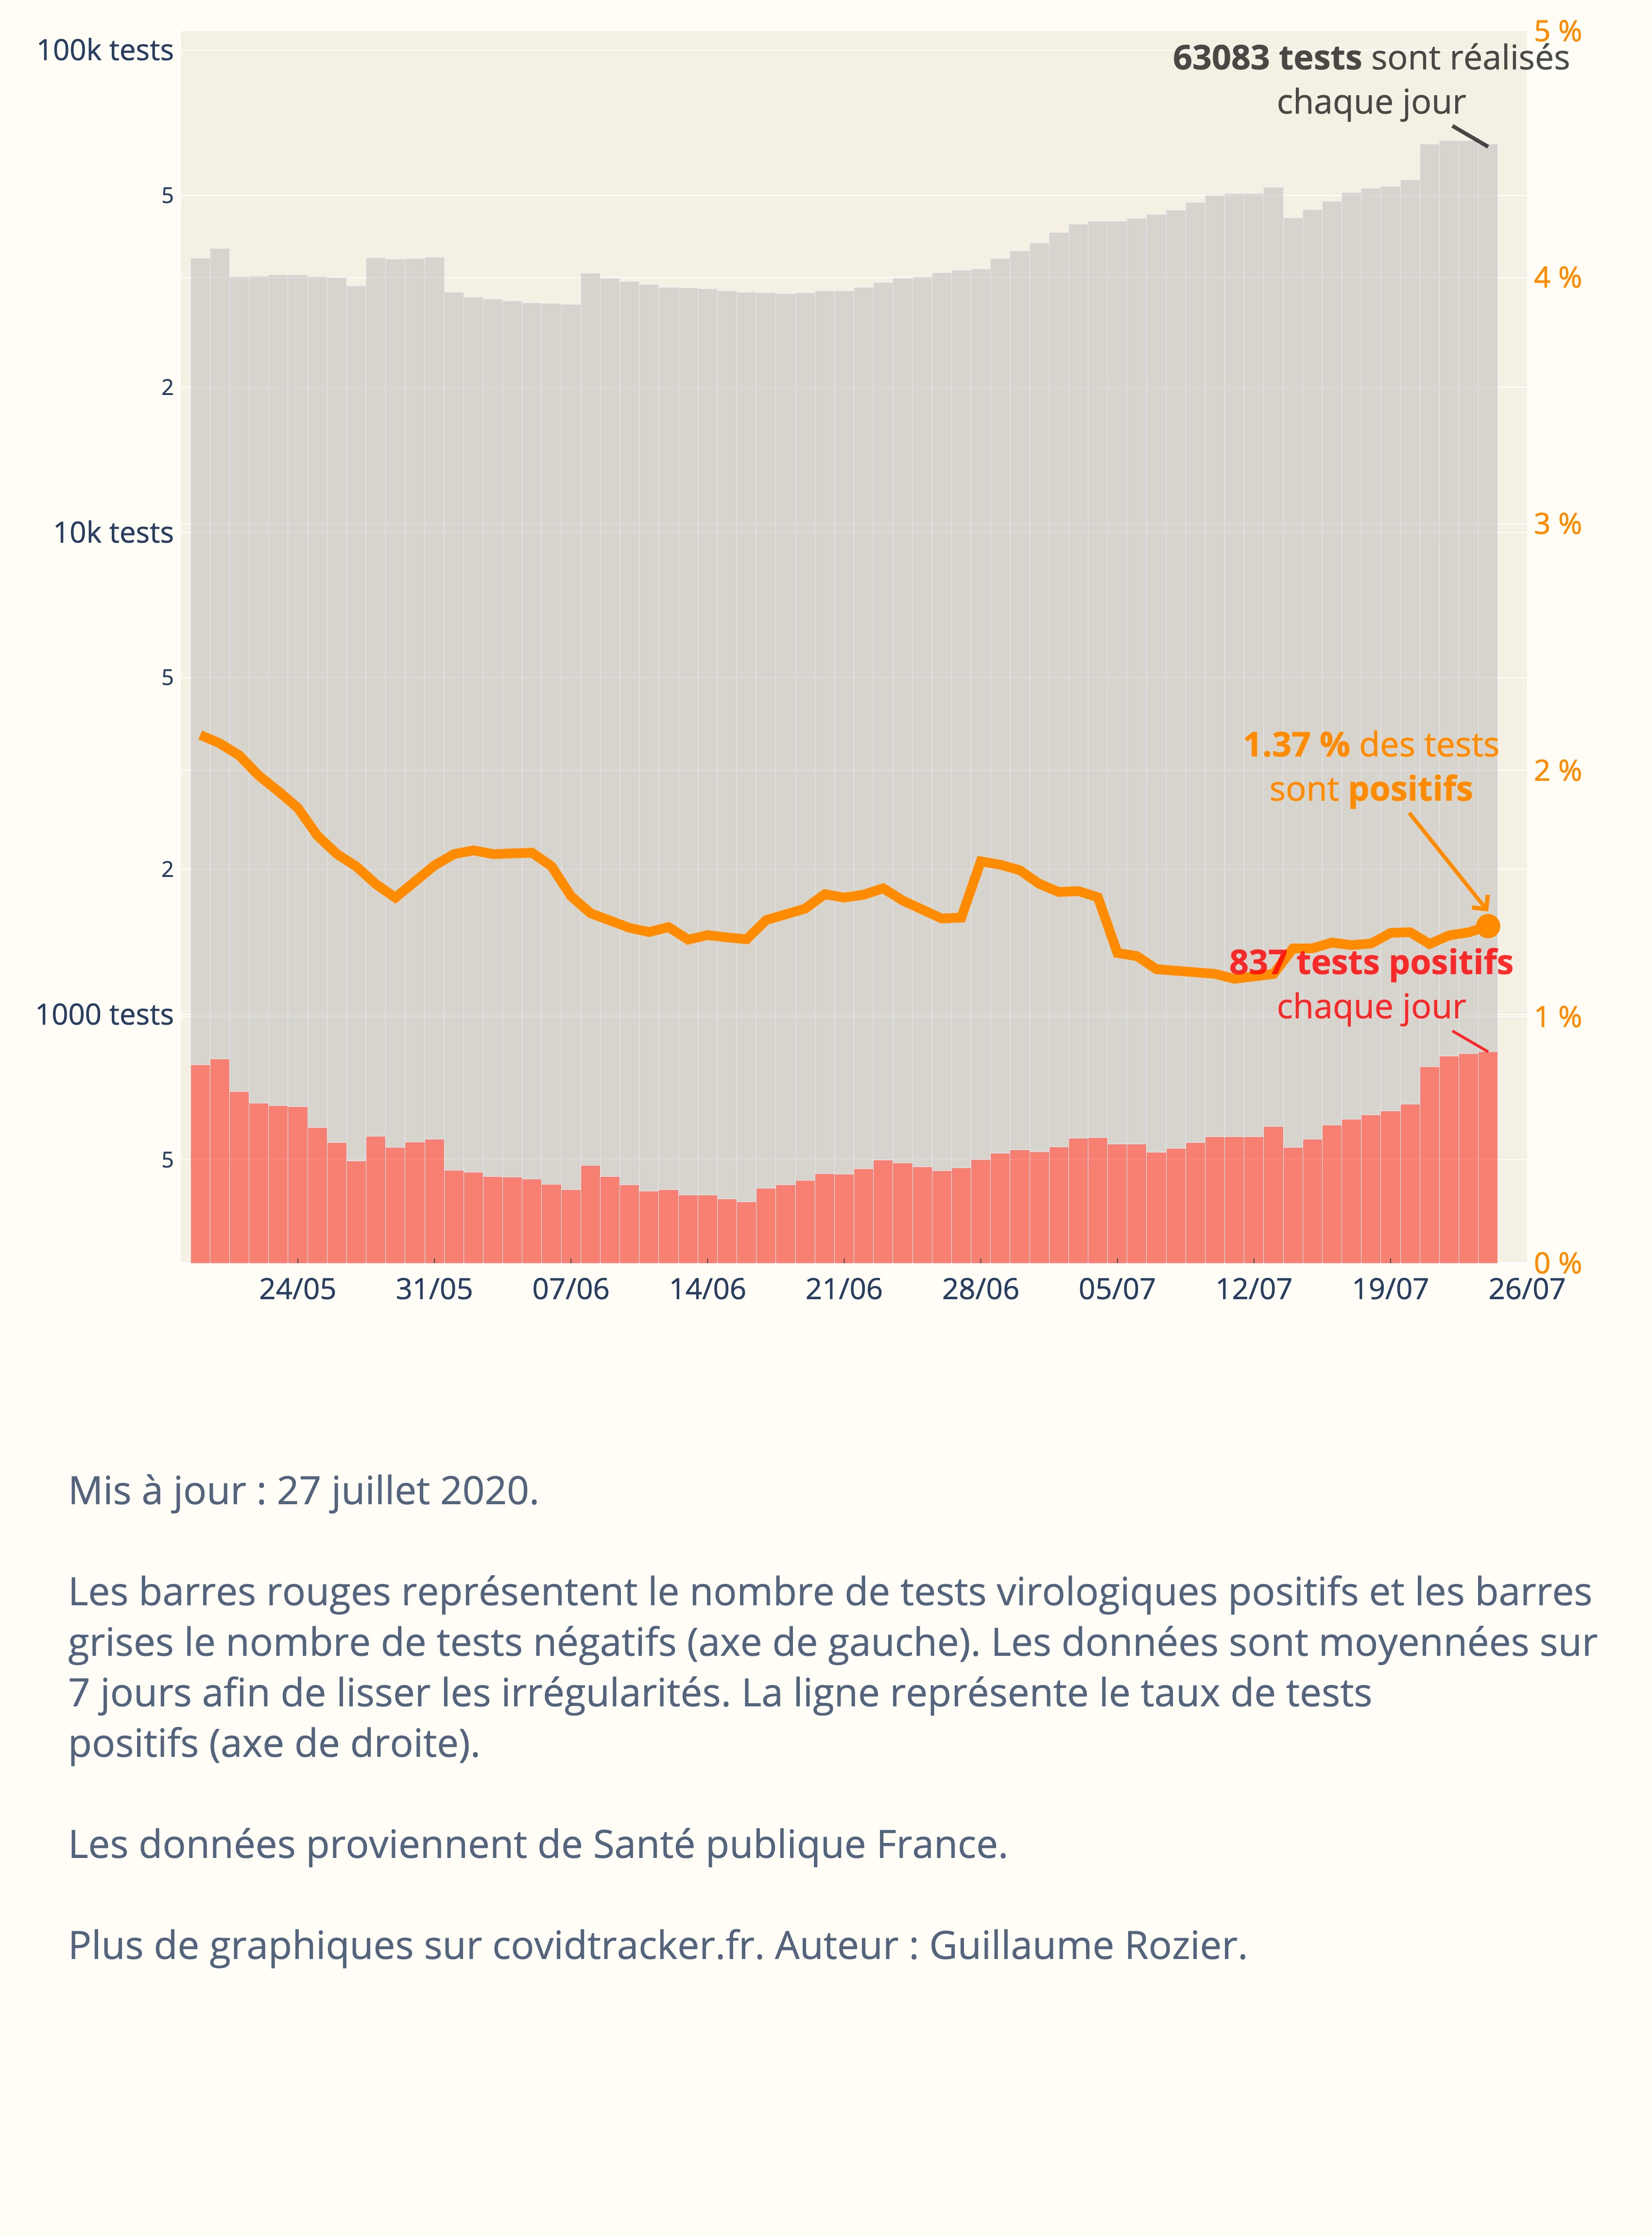 100k tests
5
2
10k tests
5
2
1000 tests
5
5 %
4 %
3 %
2 %
1 %
0 %
63083 tests sont réalisés
chaque jour
1.37 % des tests
sont positifs
837 tests positifs
chaque jour
24/05 31/05 07/06 14/06 21/06 28/06 05/07 12/07 19/07 26/07
Mis à jour : 27 juillet 2020.
Les barres rouges représentent le nombre de tests virologiques positifs et les barres
grises le nombre de tests négatifs (axe de gauche). Les données sont moyennées sur
7 jours afin de lisser les irrégularités. La ligne représente le taux de tests
positifs (axe de droite).
Les données proviennent de Santé publique France.
Plus de graphiques sur covidtracker.fr. Auteur : Guillaume Rozier.